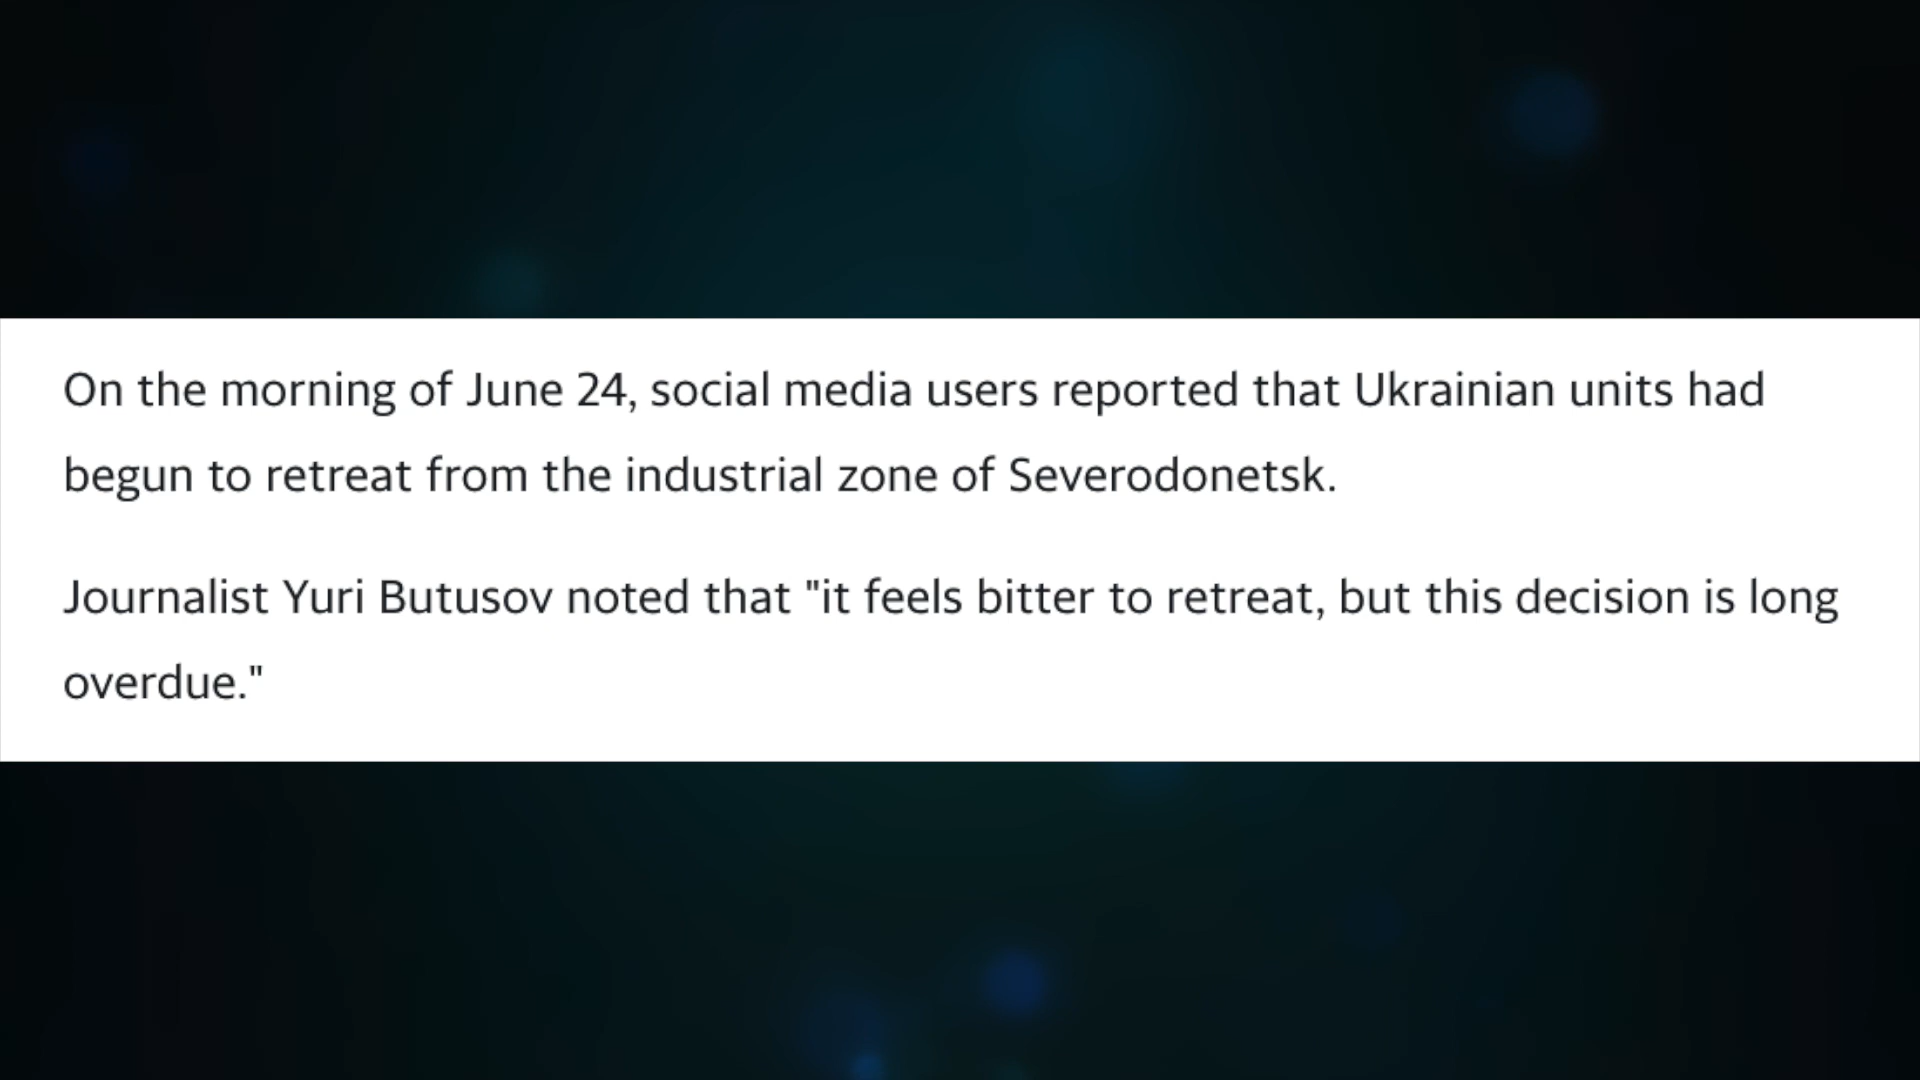 On the morning of June 24, social media users reported that Ukrainian units had
begun to retreat from the industrial zone of Severodonetsk.
Journalist Yuri Butusov noted that "it feels bitter to retreat, but this decision is long
overdue."